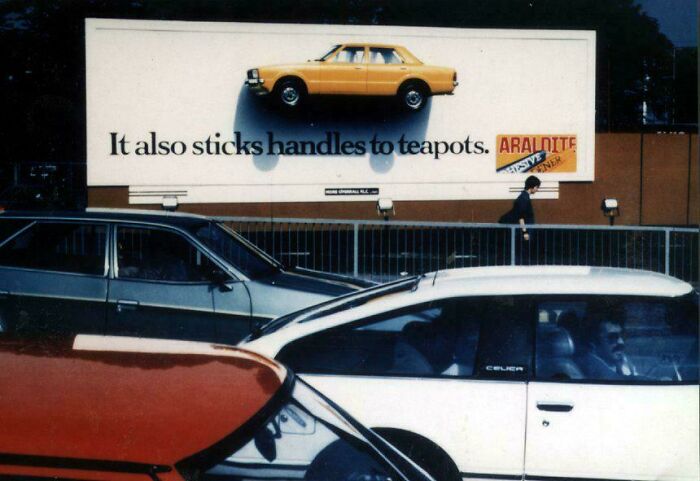 It also sticks handles to teapots.
ARALDITE
CELICA